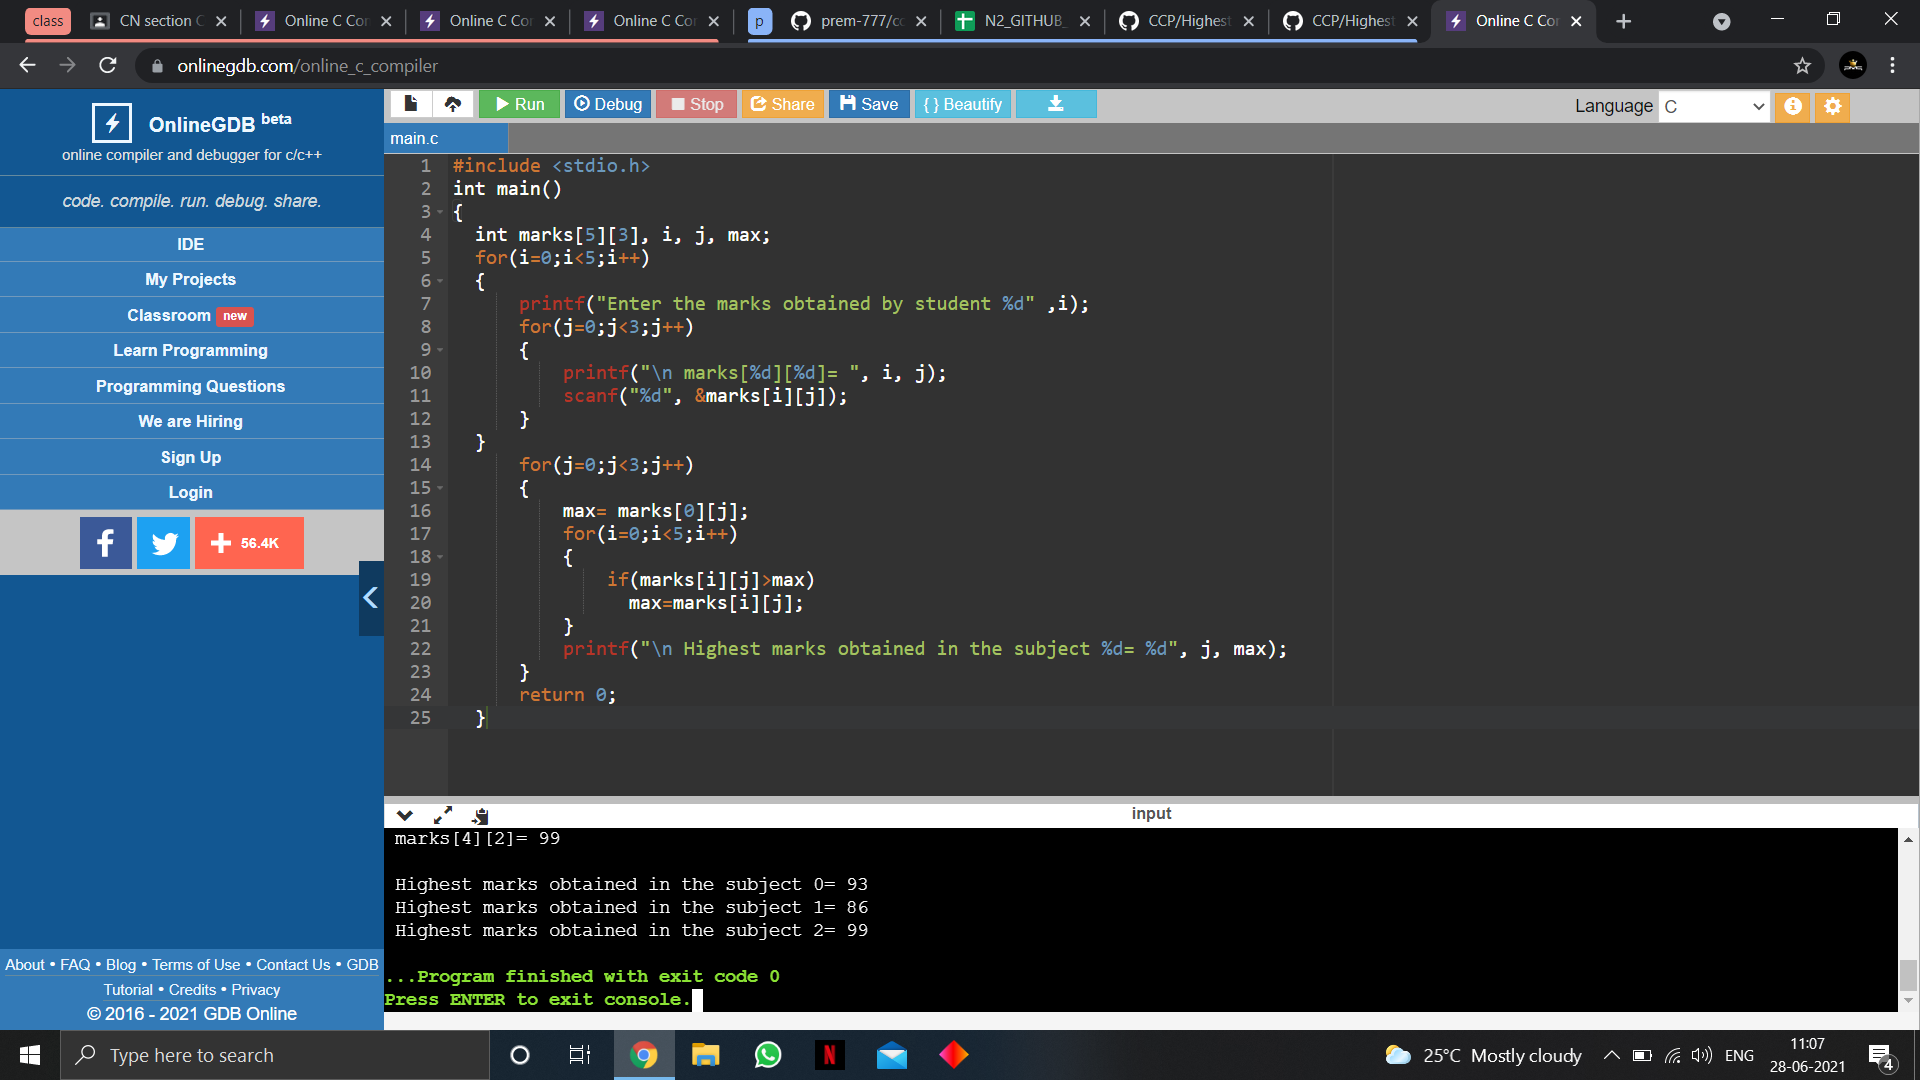 class CN section C Online C Cor Online C Cor Online C Cor p prem-777/cc N2_GITHUB_ CCP/Highest CCP/Highest Online C Cor
onlinegdb.com/online_c_compiler
OnlineGDB beta
online compiler and debugger for c/c++
code. compile. run. debug. share.
IDE
My Projects
Classroom new
Learn Programming
Programming Questions
We are Hiring
Sign Up
Login
56.4K
About • FAQ • Blog • Terms of Use • Contact Us • GDB
Tutorial • Credits • Privacy
© 2016 - 2021 GDB Online
Run Debug Stop Share Save { } Beautify Language C
main.c
1 #include <stdio.h>
2 int main()
3 {
4 int marks[5][3], i, j, max;
5 for(i=0;i<5;i++)
6 {
7 printf("Enter the marks obtained by student %d" ,i);
8 for(j=0;j<3;j++)
9 {
10 printf("\n marks[%d][%d]= ", i, j);
11 scanf("%d", &marks[i][j]);
12 }
13 }
14 for(j=0;j<3;j++)
15 {
16 max= marks[0][j];
17 for(i=0;i<5;i++)
18 {
19 if(marks[i][j]>max)
20 max=marks[i][j];
21 }
22 printf("\n Highest marks obtained in the subject %d= %d", j, max);
23 }
24 return 0;
25 }
input
marks[4][2]= 99
Highest marks obtained in the subject 0= 93
Highest marks obtained in the subject 1= 86
Highest marks obtained in the subject 2= 99
...Program finished with exit code 0
Press ENTER to exit console.
Type here to search N 25°C Mostly cloudy ENG 11:07
28-06-2021 4